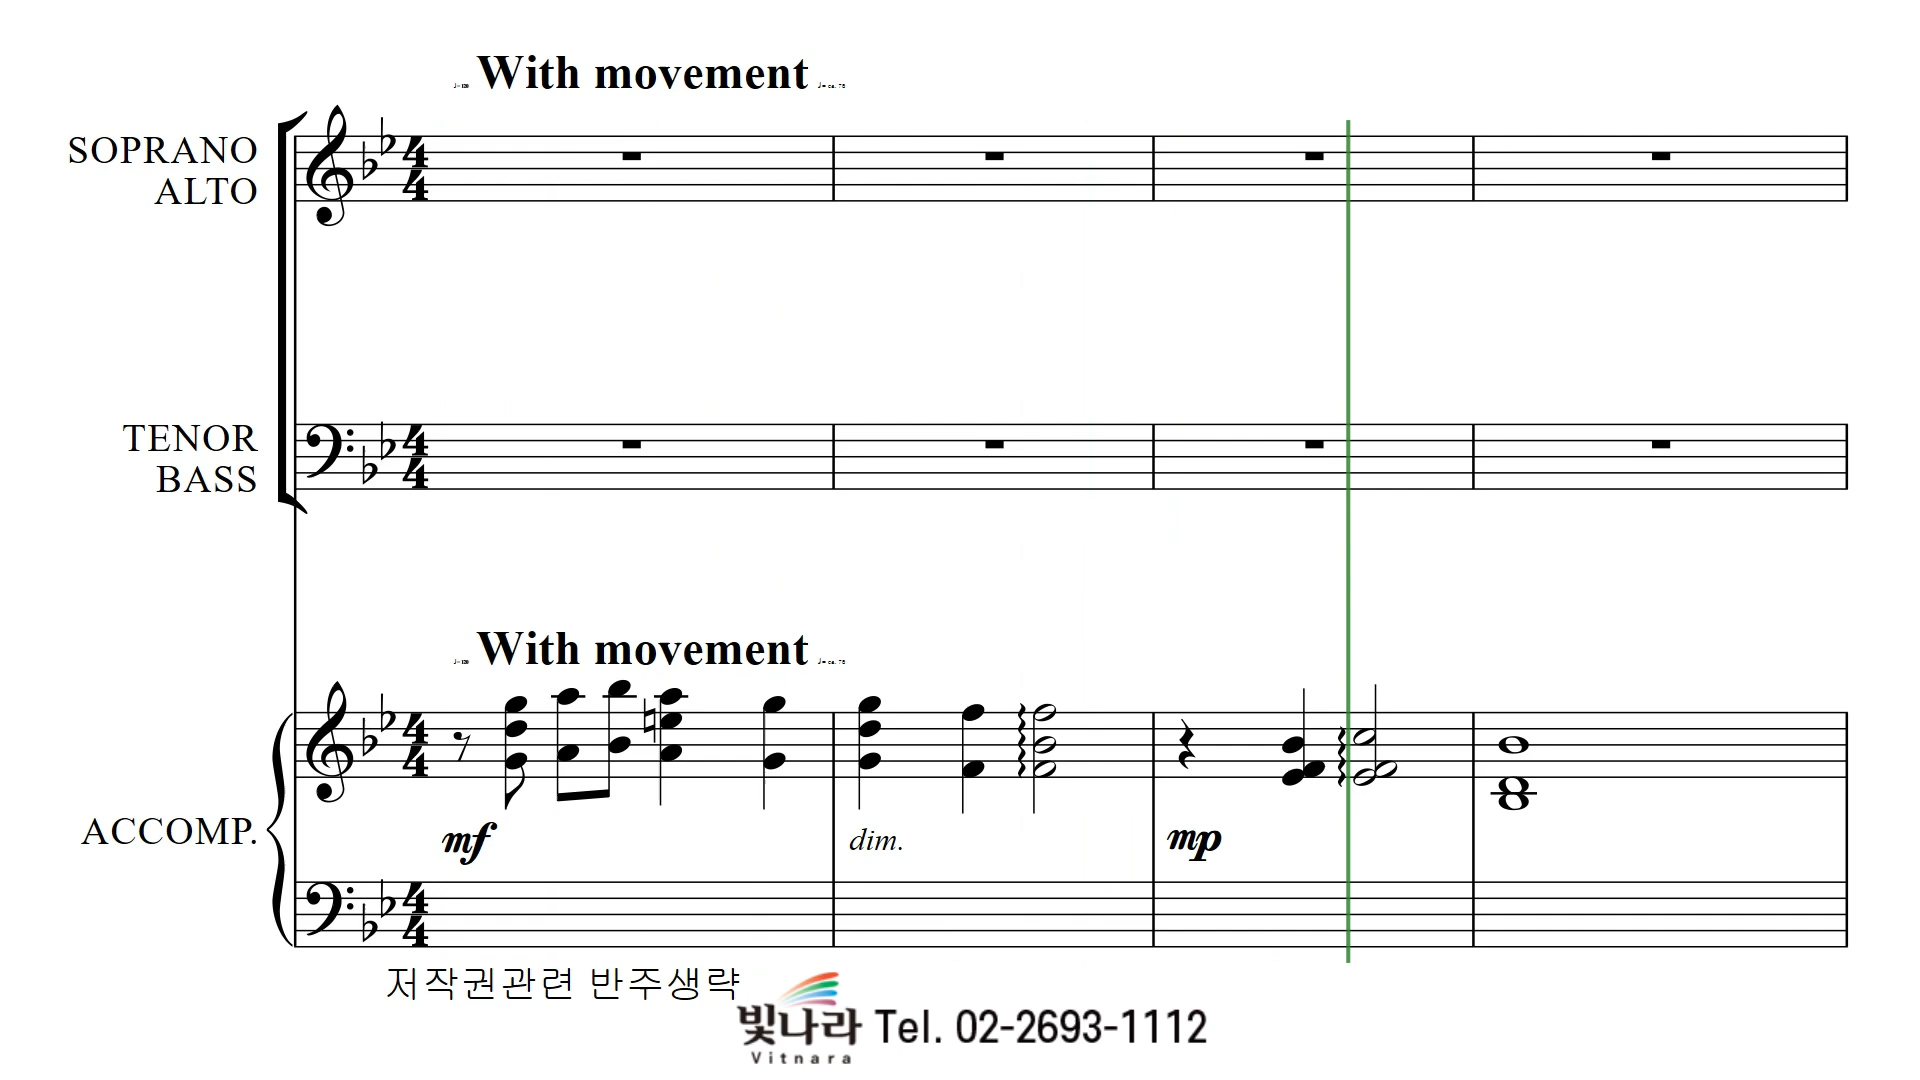 With movement
SOPRANO
ALTO
TENOR
BASS
With movement
ACCOMP.
mf
dim.
mp
저작권관련 반주생략
빛나라 Tel. 02-2693-1112
Vitnara